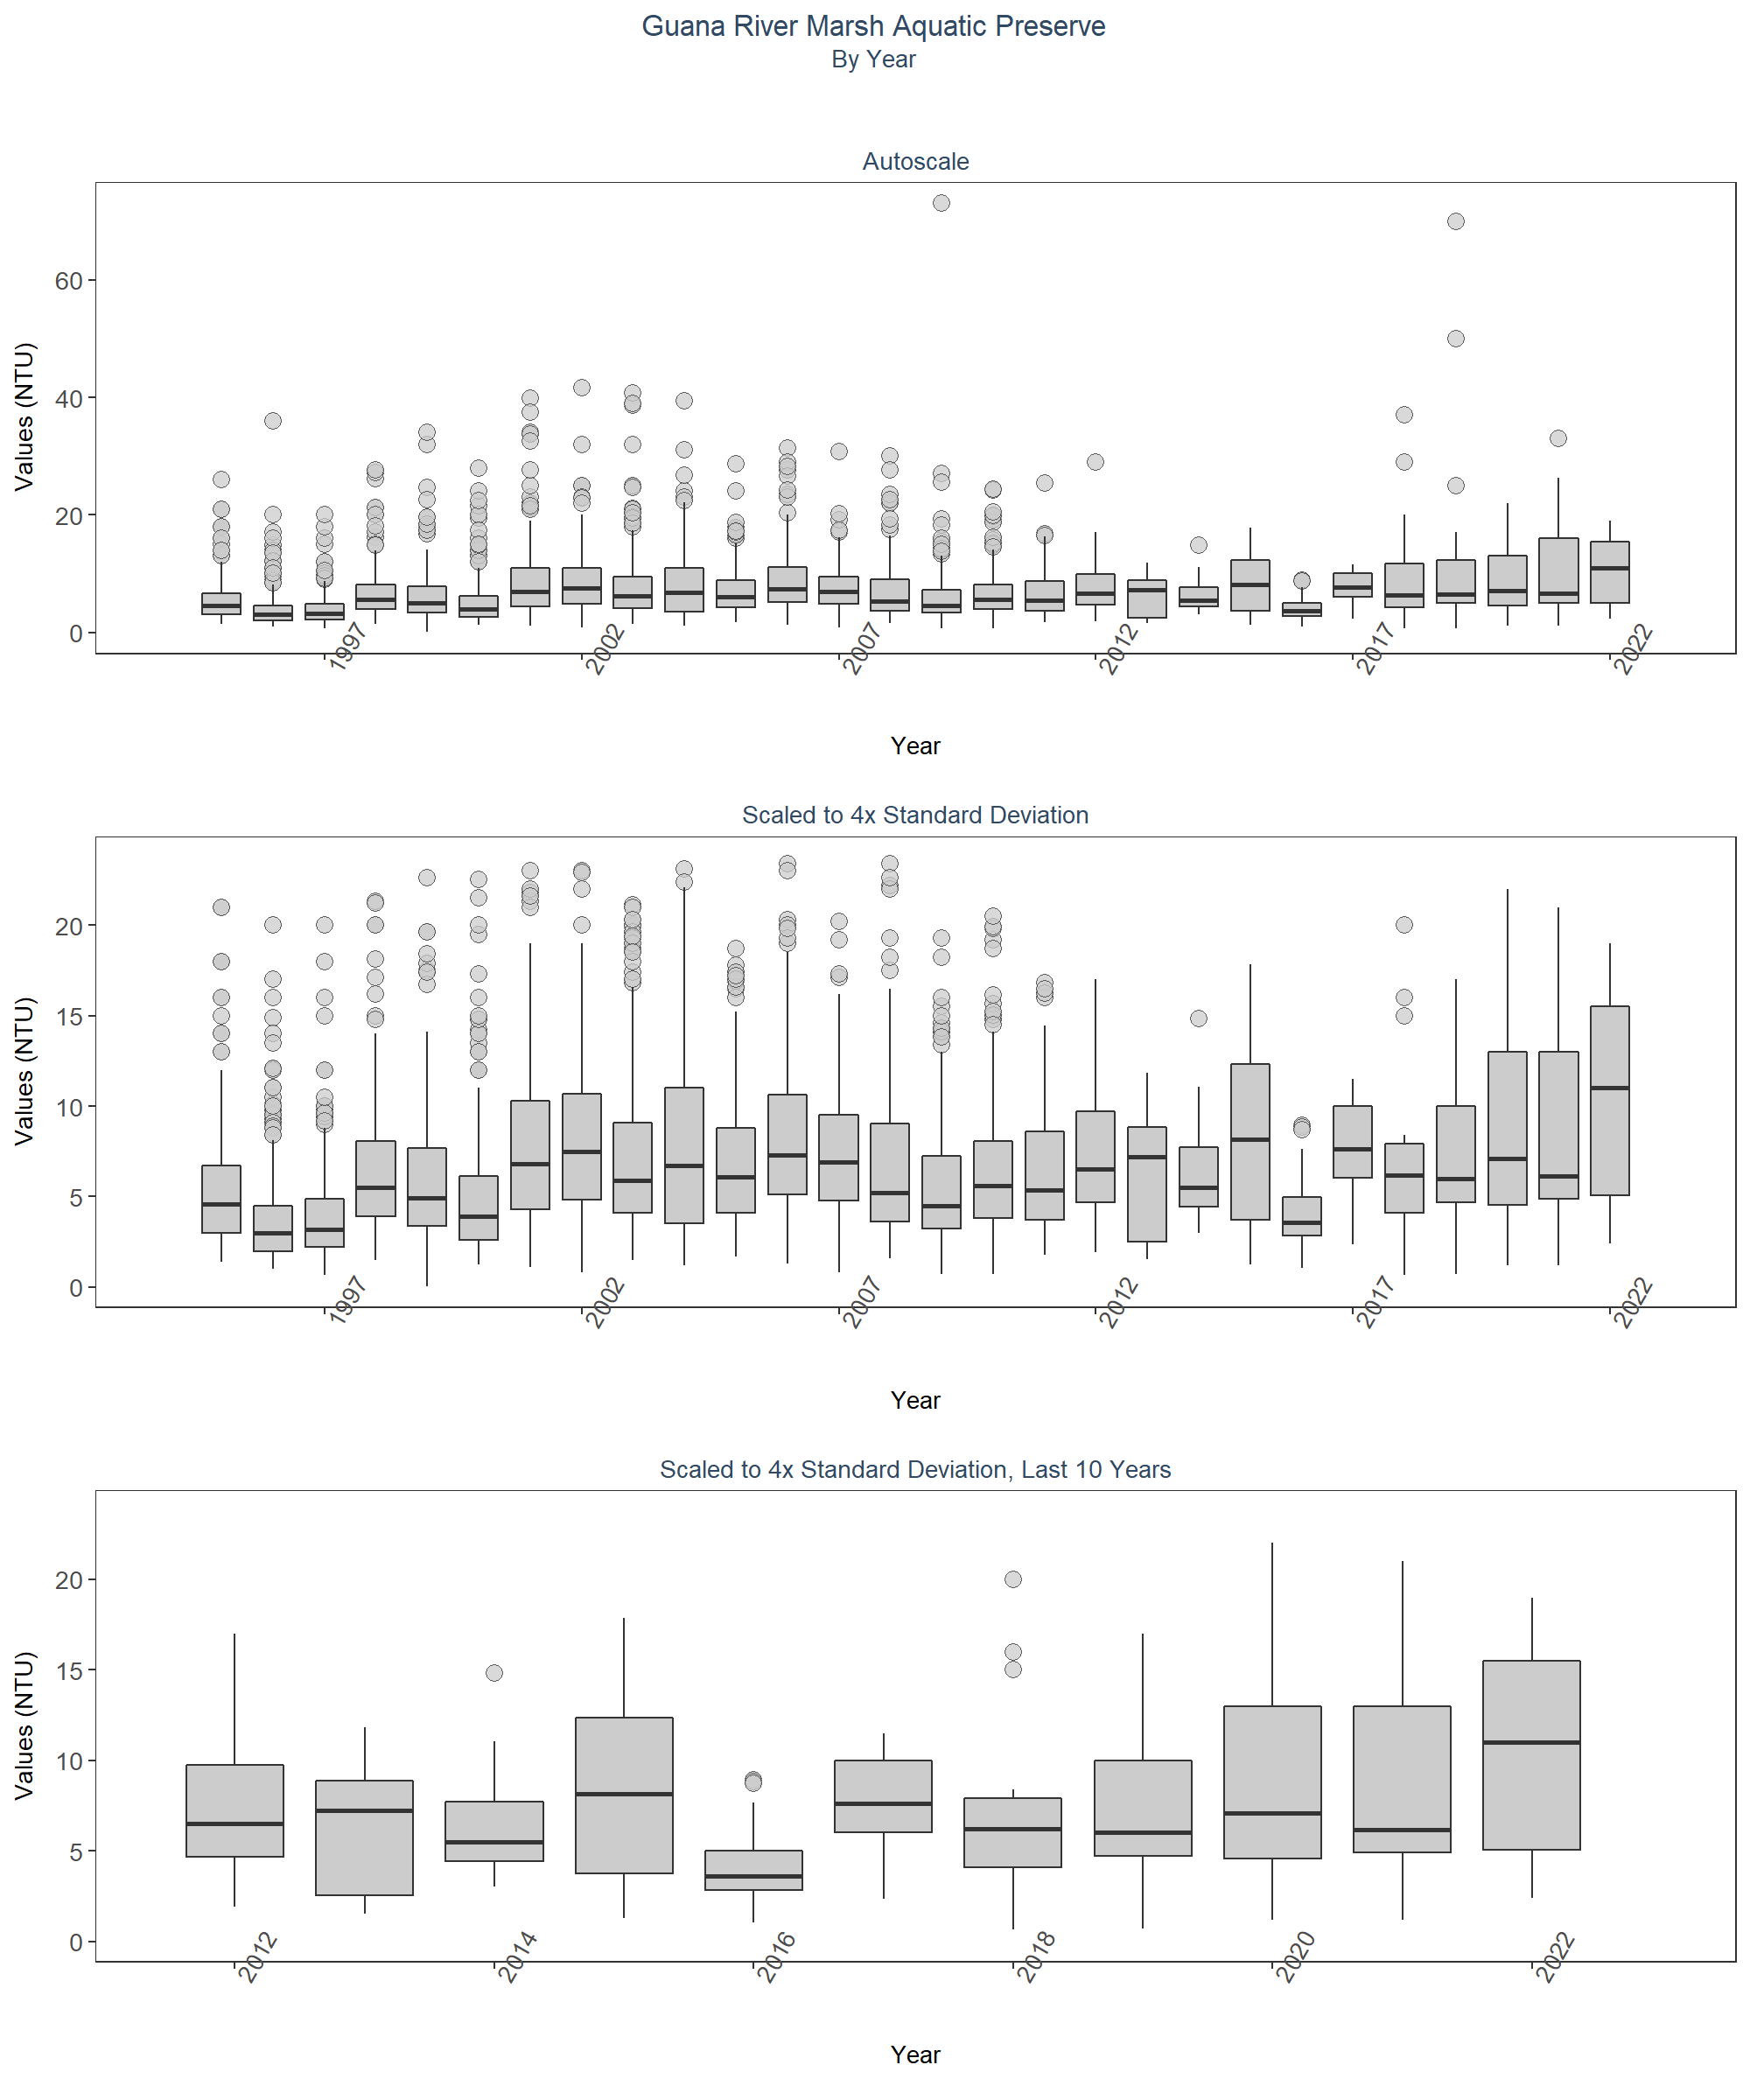 Guana River Marsh Aquatic Preserve
By Year
Autoscale
Values (NTU)
60
40
20
0
1997
2002
2007
2012
2017
2022
Year
Scaled to 4x Standard Deviation
Values (NTU)
20
15
10
5
0
1997
2002
2007
2012
2017
2022
Year
Scaled to 4x Standard Deviation, Last 10 Years
Values (NTU)
20
15
10
5
0
2012
2014
2016
2018
2020
2022
Year